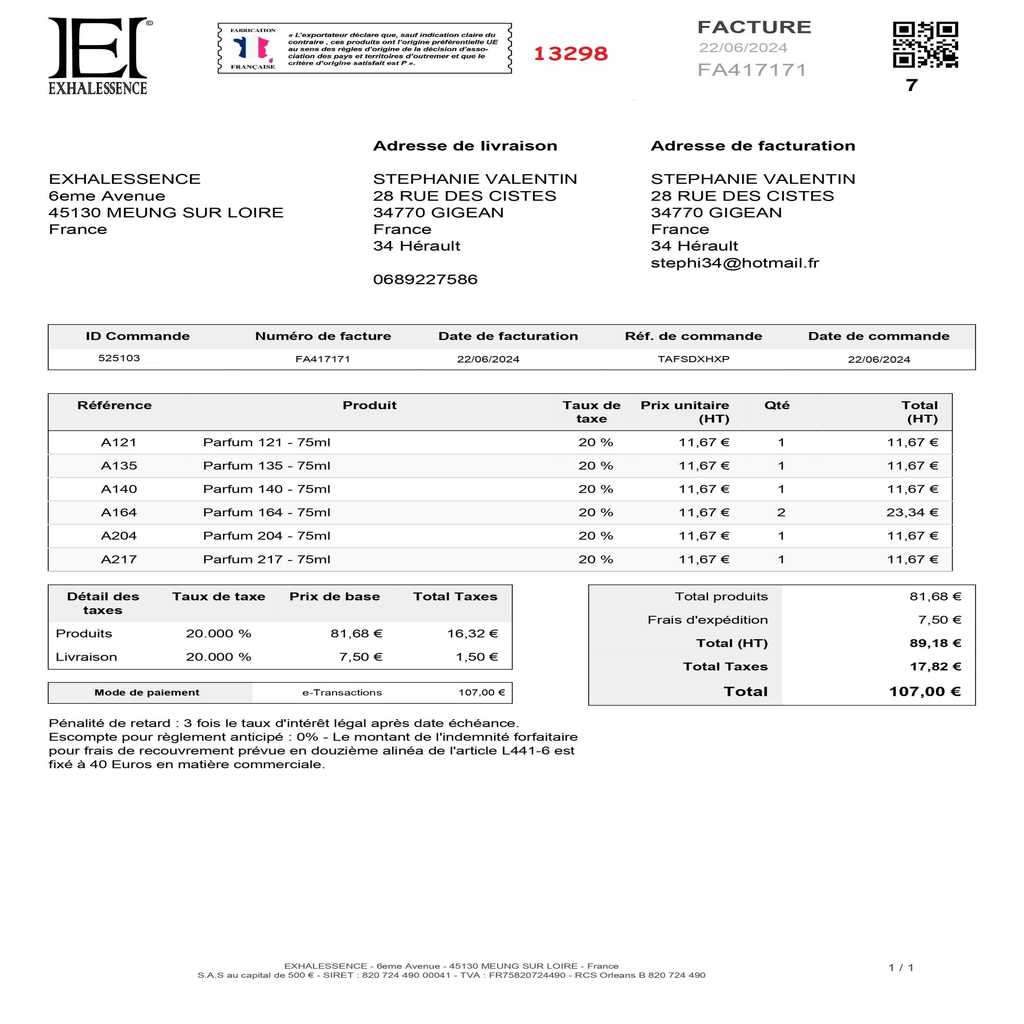 EXHALESSENCE
©
FABRICATION
FRANÇAISE
« L'exportateur déclare que, sauf indication claire du
contraire , ces produits ont l'origine préférentielle UE
au sens des règles d'origine de la décision d'asso-
ciation des pays et territoires d'outremer et que le
critère d'origine satisfait est P ».
13298
FACTURE
22/06/2024
FA417171
7
Adresse de livraison
Adresse de facturation
EXHALESSENCE
6eme Avenue
45130 MEUNG SUR LOIRE
France
STEPHANIE VALENTIN
28 RUE DES CISTES
34770 GIGEAN
France
34 Hérault
0689227586
STEPHANIE VALENTIN
28 RUE DES CISTES
34770 GIGEAN
France
34 Hérault
stephi34@hotmail.fr
ID Commande Numéro de facture Date de facturation Réf. de commande Date de commande
525103 FA417171 22/06/2024 TAFSDXHXP 22/06/2024
Référence Produit Taux de taxe Prix unitaire (HT) Qté Total (HT)
A121 Parfum 121 - 75ml 20 % 11,67 € 1 11,67 €
A135 Parfum 135 - 75ml 20 % 11,67 € 1 11,67 €
A140 Parfum 140 - 75ml 20 % 11,67 € 1 11,67 €
A164 Parfum 164 - 75ml 20 % 11,67 € 2 23,34 €
A204 Parfum 204 - 75ml 20 % 11,67 € 1 11,67 €
A217 Parfum 217 - 75ml 20 % 11,67 € 1 11,67 €
Détail des taxes Taux de taxe Prix de base Total Taxes
Produits 20.000 % 81,68 € 16,32 €
Livraison 20.000 % 7,50 € 1,50 €
Mode de paiement e-Transactions 107,00 €
Total produits 81,68 €
Frais d'expédition 7,50 €
Total (HT) 89,18 €
Total Taxes 17,82 €
Total 107,00 €
Pénalité de retard : 3 fois le taux d'intérêt légal après date échéance.
Escompte pour règlement anticipé : 0% - Le montant de l'indemnité forfaitaire
pour frais de recouvrement prévue en douzième alinéa de l'article L441-6 est
fixé à 40 Euros en matière commerciale.
EXHALESSENCE - 6eme Avenue - 45130 MEUNG SUR LOIRE - France
S.A.S au capital de 500 € - SIRET : 820 724 490 00041 - TVA : FR75820724490 - RCS Orleans B 820 724 490
1 / 1